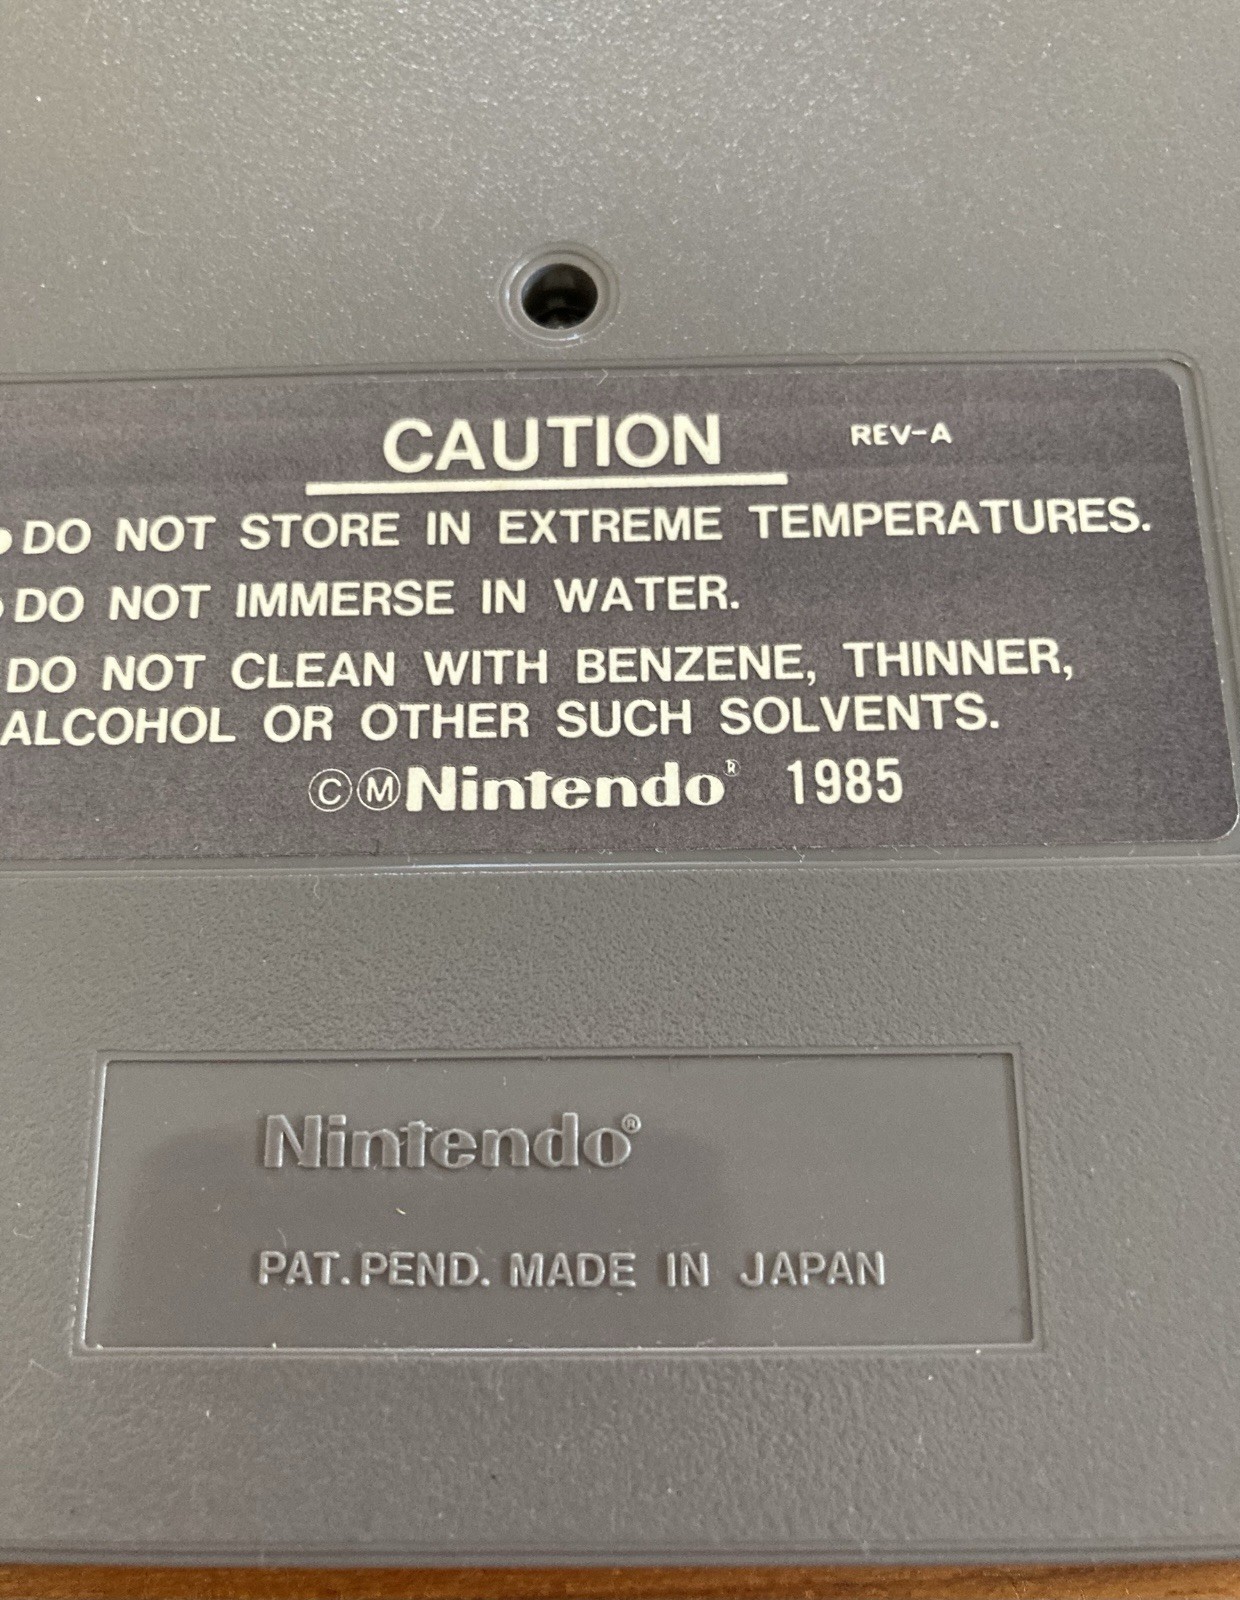 CAUTION REV-A
●DO NOT STORE IN EXTREME TEMPERATURES.
●DO NOT IMMERSE IN WATER.
DO NOT CLEAN WITH BENZENE, THINNER,
ALCOHOL OR OTHER SUCH SOLVENTS.
©ⓂNintendo® 1985
Nintendo®
PAT. PEND. MADE IN JAPAN